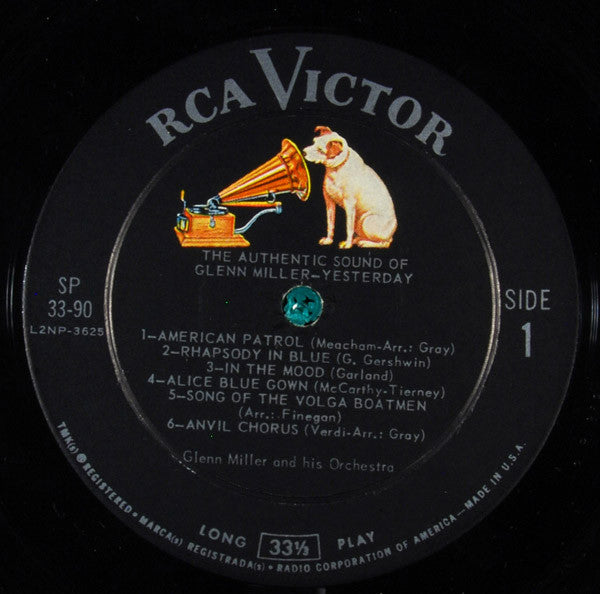 RCA VICTOR
THE AUTHENTIC SOUND OF
GLENN MILLER—YESTERDAY
SP
33-90
L2NP-3625
SIDE
1
1—AMERICAN PATROL (Meacham-Arr.: Gray)
2—RHAPSODY IN BLUE (G. Gershwin)
3—IN THE MOOD (Garland)
4—ALICE BLUE GOWN (McCarthy-Tierney)
5—SONG OF THE VOLGA BOATMEN
(Arr.: Finegan)
6—ANVIL CHORUS (Verdi-Arr.: Gray)
Glenn Miller and his Orchestra
LONG 33⅓ PLAY
TMK(s) ® REGISTERED • MARCA(s) REGISTRADA(s) • RADIO CORPORATION OF AMERICA—MADE IN U.S.A.